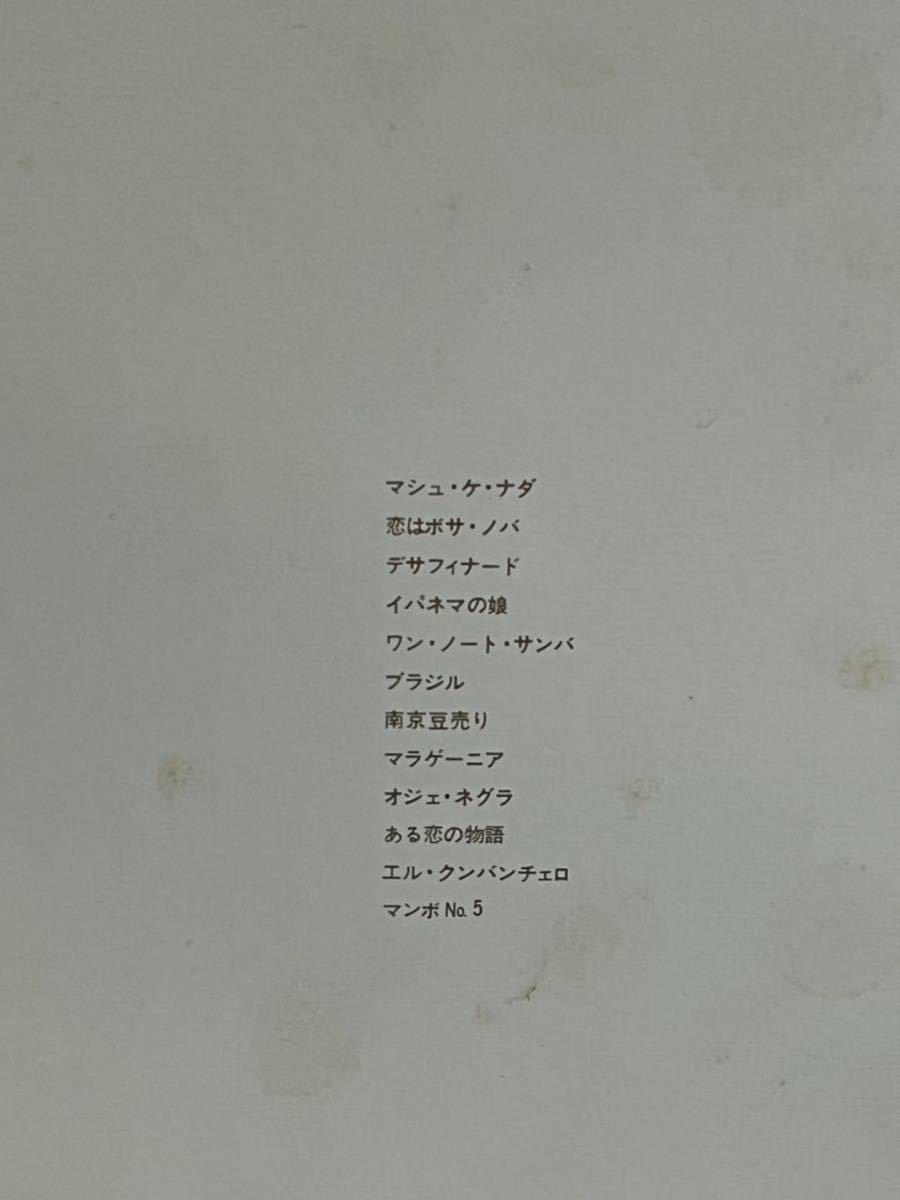 マシュ・ケ・ナダ
恋はボサ・ノバ
デサフィナード
イパネマの娘
ワン・ノート・サンバ
ブラジル
南京豆売り
マラゲーニア
オジェ・ネグラ
ある恋の物語
エル・クンバンチェロ
マンボ No. 5